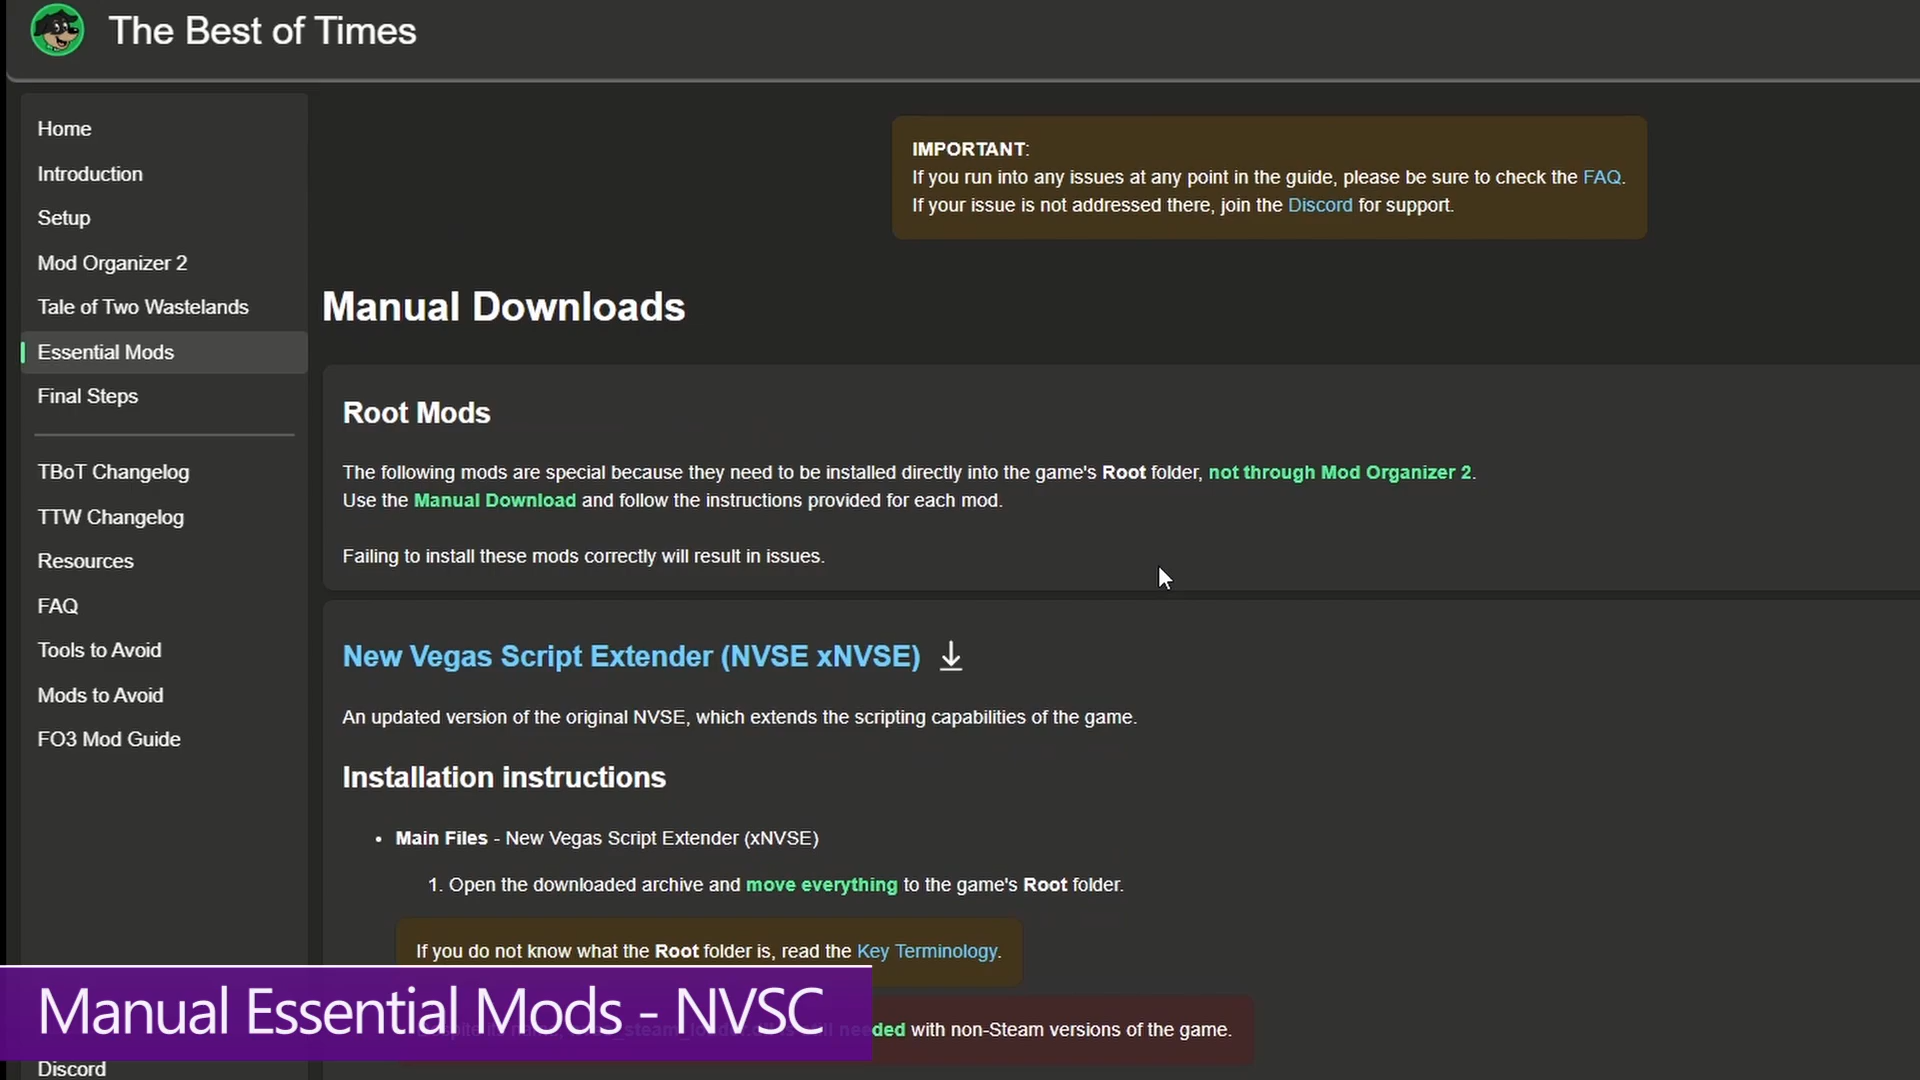 The Best of Times
Home
Introduction
Setup
Mod Organizer 2
Tale of Two Wastelands
Essential Mods
Final Steps
TBoT Changelog
TTW Changelog
Resources
FAQ
Tools to Avoid
Mods to Avoid
FO3 Mod Guide
Discord
IMPORTANT:
If you run into any issues at any point in the guide, please be sure to check the FAQ.
If your issue is not addressed there, join the Discord for support.
Manual Downloads
Root Mods
The following mods are special because they need to be installed directly into the game's Root folder, not through Mod Organizer 2.
Use the Manual Download and follow the instructions provided for each mod.
Failing to install these mods correctly will result in issues.
New Vegas Script Extender (NVSE xNVSE)
An updated version of the original NVSE, which extends the scripting capabilities of the game.
Installation instructions
• Main Files - New Vegas Script Extender (xNVSE)
1. Open the downloaded archive and move everything to the game's Root folder.
If you do not know what the Root folder is, read the Key Terminology.
needed with non-Steam versions of the game.
Manual Essential Mods - NVSC